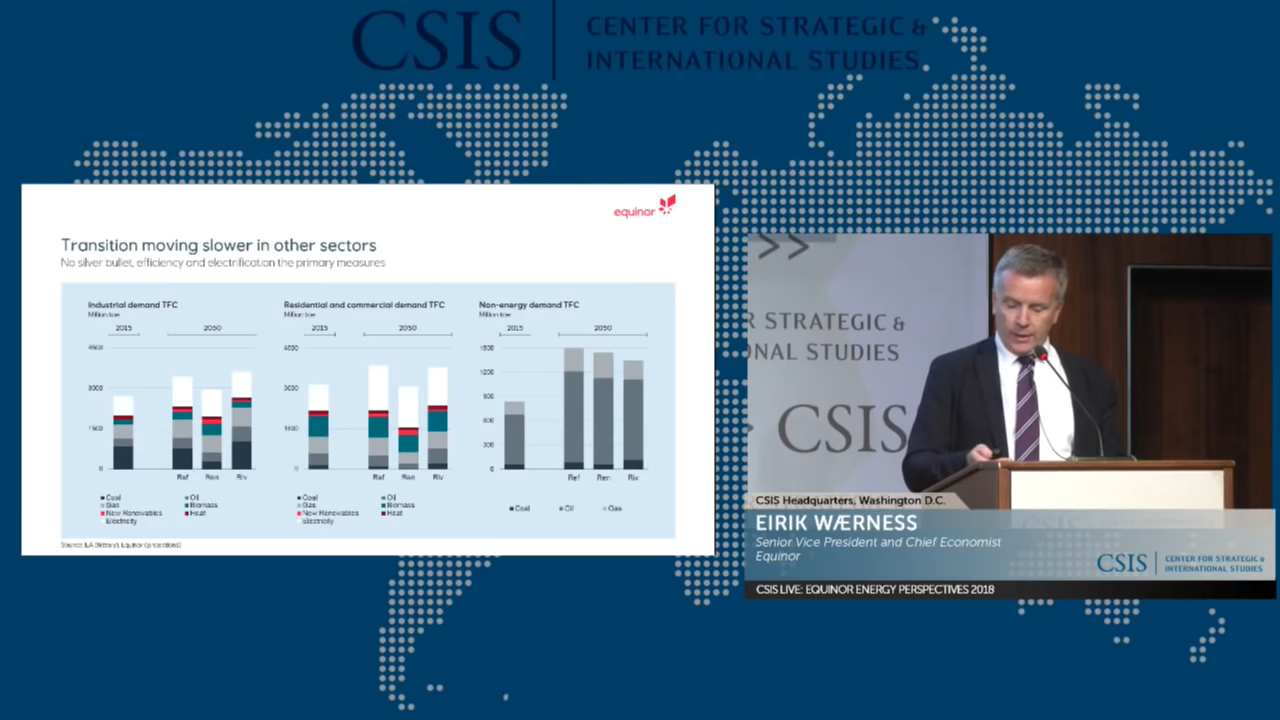 CSIS
CENTER FOR STRATEGIC &
INTERNATIONAL STUDIES
equinor
Transition moving slower in other sectors
No silver bullet, efficiency and electrification the primary measures
Industrial demand TFC
Million toe
2015 2050
4500
3000
1500
0
Ref Ren Riv
Coal Oil
Gas Biomass
New Renewables Heat
Electricity
Residential and commercial demand TFC
Million toe
2015 2050
4500
3000
1500
0
Ref Ren Riv
Coal Oil
Gas Biomass
New Renewables Heat
Electricity
Non-energy demand TFC
Million toe
2015 2050
1500
1200
900
600
300
0
Ref Ren Riv
Coal Oil Gas
Source: IEA (history), Equinor (projections)
>>
R STRATEGIC &
ONAL STUDIES
CSIS
CSIS Headquarters, Washington D.C.
EIRIK WÆRNESS
Senior Vice President and Chief Economist
Equinor
CSIS
CENTER FOR STRATEGIC &
INTERNATIONAL STUDIES
CSIS LIVE: EQUINOR ENERGY PERSPECTIVES 2018